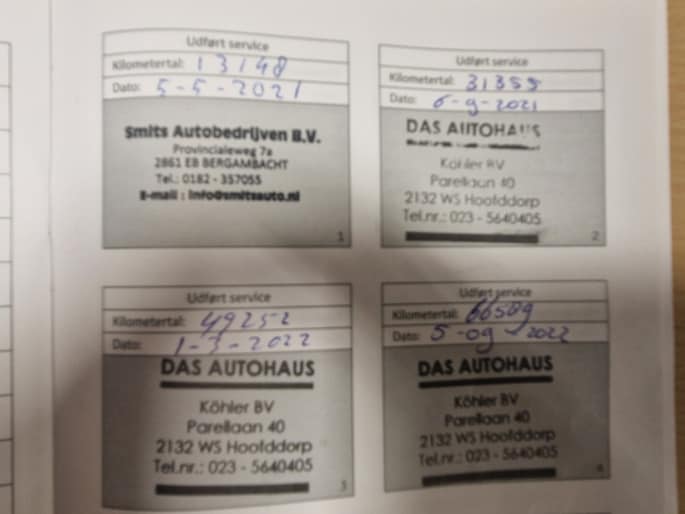 Udført service
Kilometertal: 13148
Dato: 5-5-2021
Smits Autobedrijven B.V.
Provincialeweg 7a
2861 EB BERGAMBACHT
Tel.: 0182 - 357055
E-mail : info@smitsauto.nl
1
Udført service
Kilometertal: 31355
Dato: 6-9-2021
DAS AUTOHAUS
Köhler BV
Parellaan 40
2132 WS Hoofddorp
Tel.nr.: 023 - 5640405
2
Udført service
Kilometertal: 49252
Dato: 1-3-2022
DAS AUTOHAUS
Köhler BV
Parellaan 40
2132 WS Hoofddorp
Tel.nr.: 023 - 5640405
3
Udført service
Kilometertal: 66509
Dato: 5-09-2022
DAS AUTOHAUS
Köhler BV
Parellaan 40
2132 WS Hoofddorp
Tel.nr.: 023 - 5640405
4